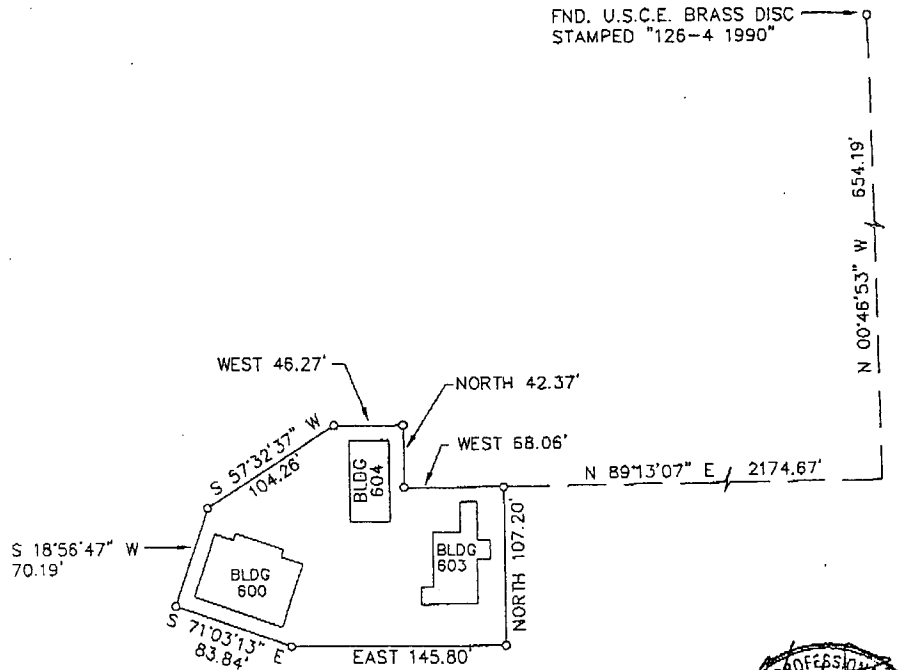 FND. U.S.C.E. BRASS DISC
STAMPED "126-4 1990"
654.19'
N 00°46'53" W
WEST 46.27'
NORTH 42.37'
WEST 68.06'
S 57°32'37" W
104.26'
BLDG
604
N 89°13'07" E 2174.67'
S 18°56'47" W
70.19'
BLDG
600
BLDG
603
NORTH 107.20'
S 71°03'13" E
83.84'
EAST 145.80'